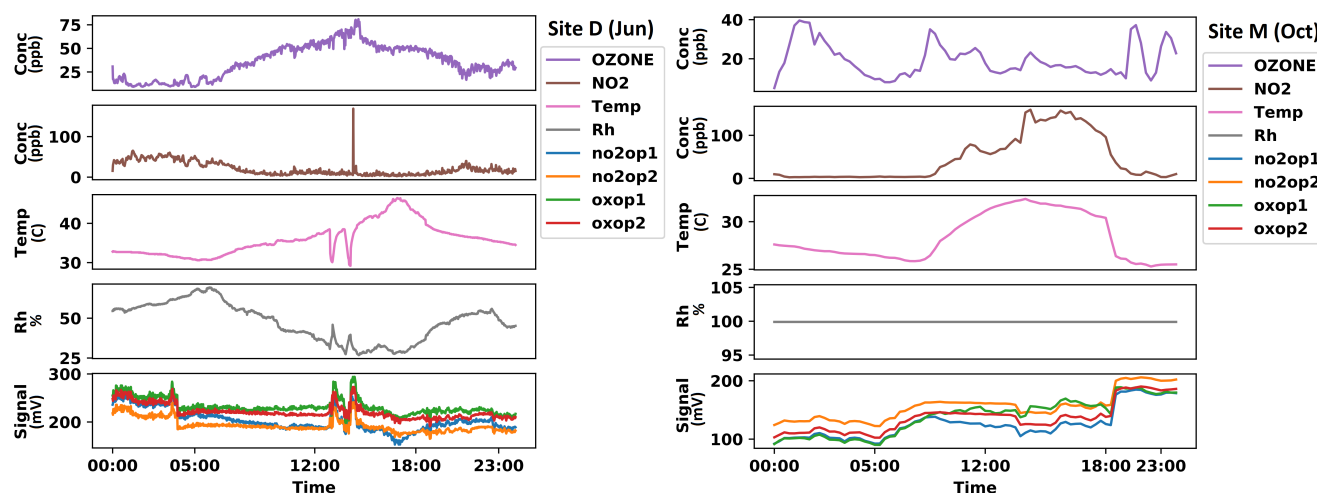 Site D (Jun)
OZONE
NO2
Temp
Rh
no2op1
no2op2
oxop1
oxop2
Conc
(ppb)
75
50
25
Conc
(ppb)
100
0
Temp
(C)
40
30
Rh
%
50
25
Signal
(mV)
300
200
00:00 05:00 12:00 18:00 23:00
Time
Site M (Oct)
OZONE
NO2
Temp
Rh
no2op1
no2op2
oxop1
oxop2
Conc
(ppb)
40
20
Conc
(ppb)
100
0
Temp
(C)
30
25
Rh
%
105
100
95
Signal
(mV)
200
100
00:00 05:00 12:00 18:00 23:00
Time